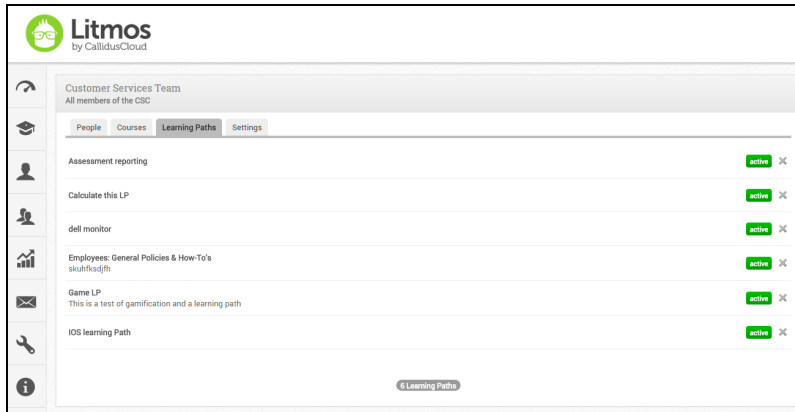 Litmos
by CallidusCloud
Customer Services Team
All members of the CSC
People Courses Learning Paths Settings
Assessment reporting active
Calculate this LP active
dell monitor active
Employees: General Policies & How-To's active
skuhfksdjfh
Game LP active
This is a test of gamification and a learning path
IOS learning Path active
6 Learning Paths